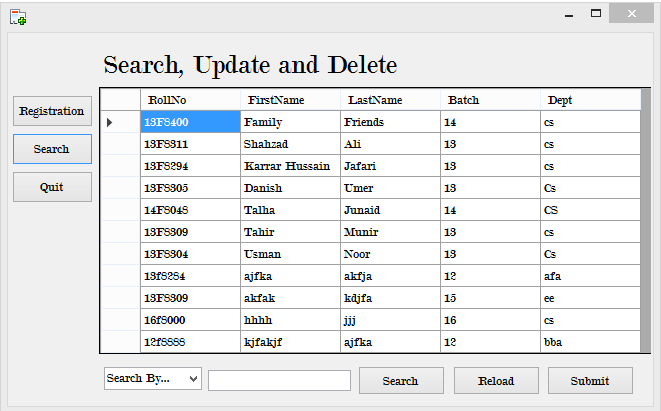 Search, Update and Delete
Registration
Search
Quit
RollNo FirstName LastName Batch Dept
13F8400 Family Friends 14 cs
13F8311 Shahzad Ali 13 cs
13F8294 Karrar Hussain Jafari 13 cs
13F8305 Danish Umer 13 Cs
14F8048 Talha Junaid 14 CS
13F8309 Tahir Munir 13 cs
13F8304 Usman Noor 13 Cs
ajfka akfja 12 afa
13F8309 akfak kdjfa 15 ee
16f8000 hhhh jjj 16 cs
12f8888 kjfakjf ajfka 12 bba
Search By... Search Reload Submit